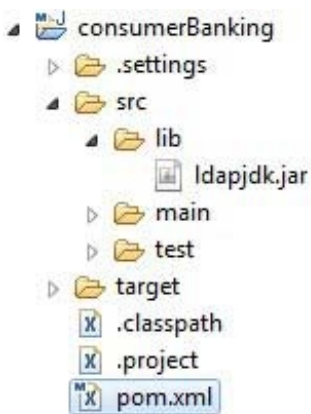 consumerBanking
.settings
src
lib
ldapjdk.jar
main
test
target
.classpath
.project
pom.xml